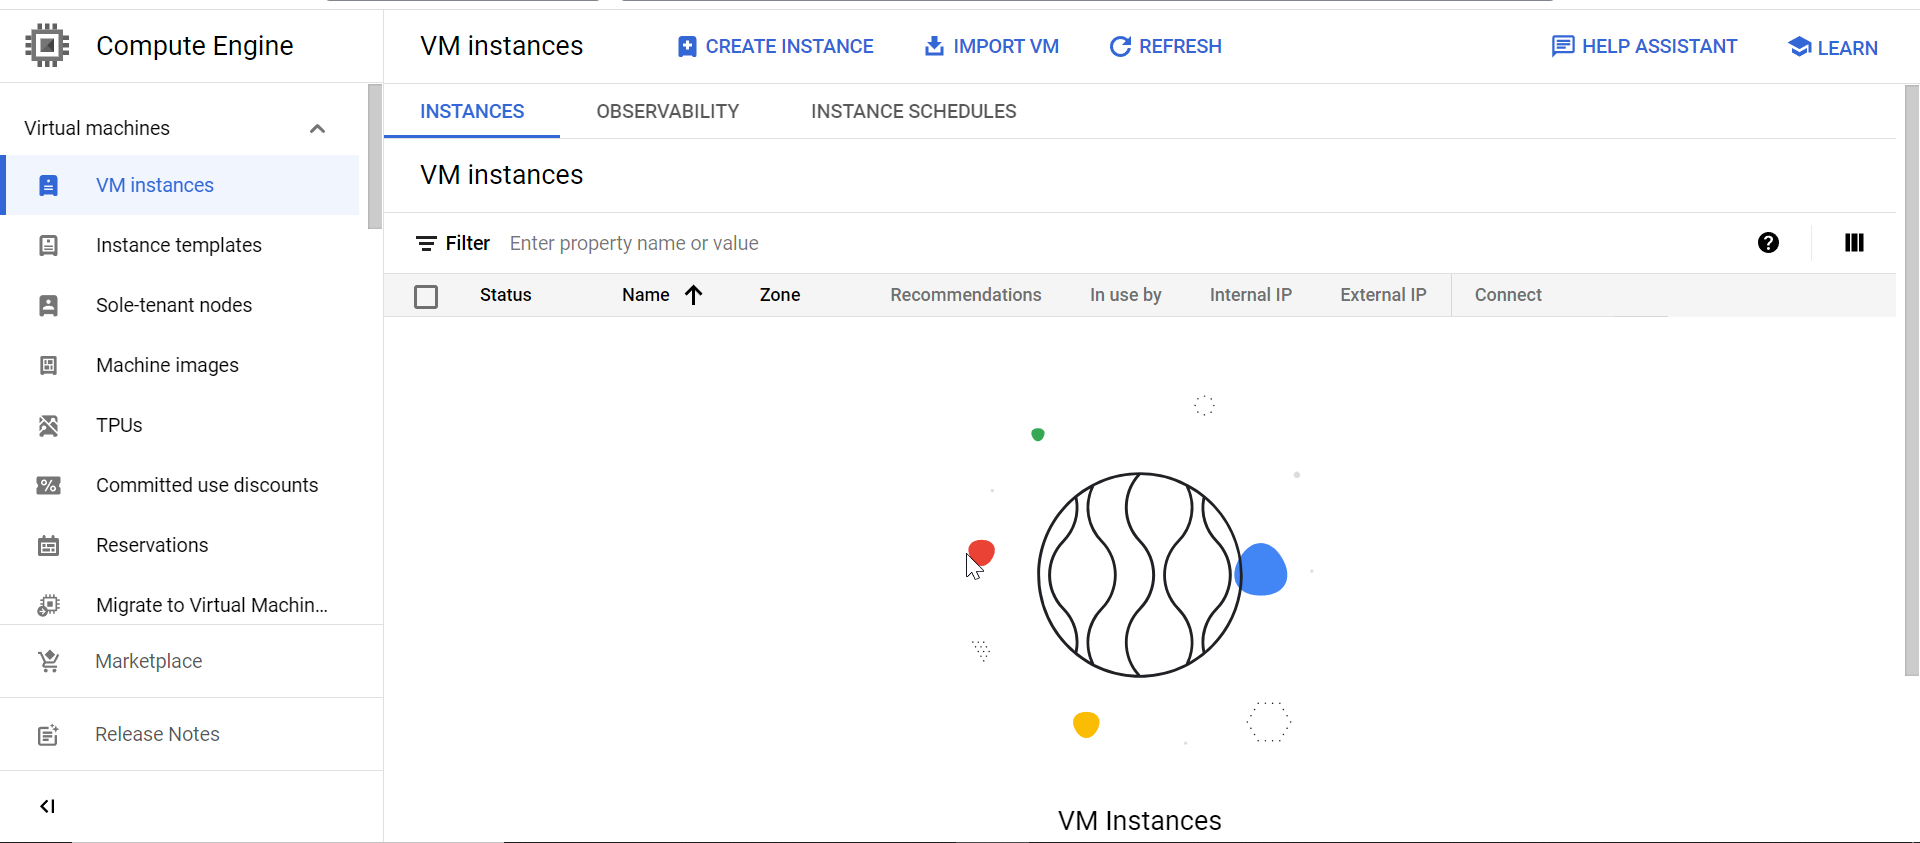 Compute Engine
VM instances
CREATE INSTANCE
IMPORT VM
REFRESH
HELP ASSISTANT
LEARN
Virtual machines
VM instances
Instance templates
Sole-tenant nodes
Machine images
TPUs
Committed use discounts
Reservations
Migrate to Virtual Machin...
Marketplace
Release Notes
INSTANCES
OBSERVABILITY
INSTANCE SCHEDULES
VM instances
Filter Enter property name or value
Status Name Zone Recommendations In use by Internal IP External IP Connect
VM Instances